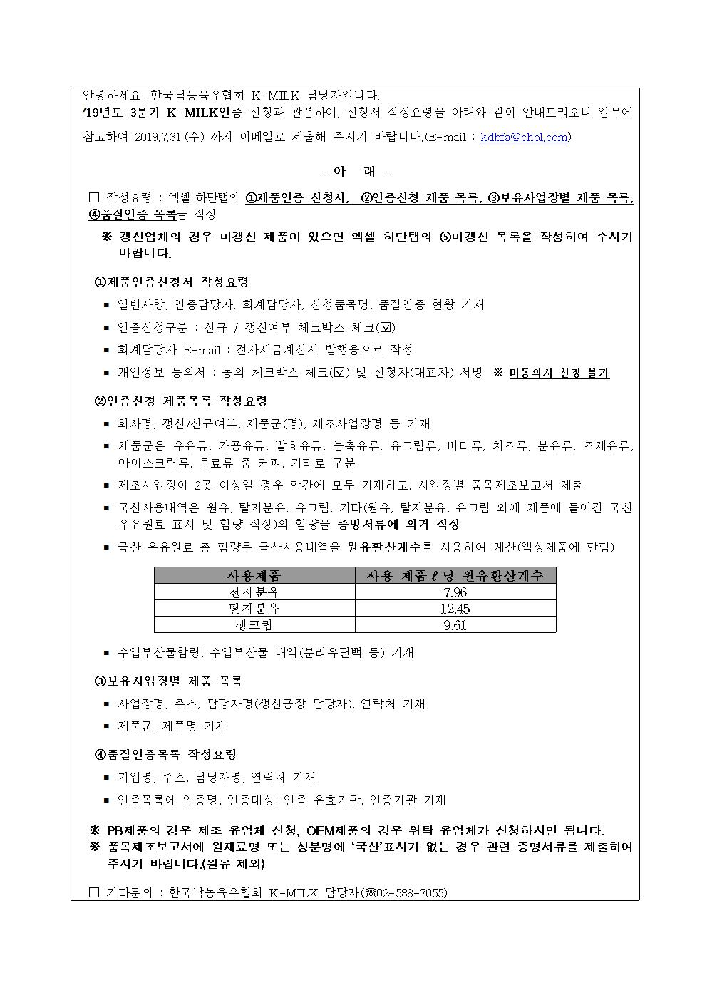 안녕하세요. 한국낙농육우협회 K-MILK 담당자입니다.
'19년도 3분기 K-MILK인증 신청과 관련하여, 신청서 작성요령을 아래와 같이 안내드리오니 업무에
참고하여 2019.7.31.(수) 까지 이메일로 제출해 주시기 바랍니다.(E-mail : kdbfa@chol.com)
- 아 래 -
□ 작성요령 : 엑셀 하단탭의 ①제품인증 신청서, ②인증신청 제품 목록, ③보유사업장별 제품 목록,
④품질인증 목록을 작성
※ 갱신업체의 경우 미갱신 제품이 있으면 엑셀 하단탭의 ⑤미갱신 목록을 작성하여 주시기
바랍니다.
①제품인증신청서 작성요령
▪ 일반사항, 인증담당자, 회계담당자, 신청품목명, 품질인증 현황 기재
▪ 인증신청구분 : 신규 / 갱신여부 체크박스 체크(☑)
▪ 회계담당자 E-mail : 전자세금계산서 발행용으로 작성
▪ 개인정보 동의서 : 동의 체크박스 체크(☑) 및 신청자(대표자) 서명 ※ 미동의시 신청 불가
②인증신청 제품목록 작성요령
▪ 회사명, 갱신/신규여부, 제품군(명), 제조사업장명 등 기재
▪ 제품군은 우유류, 가공유류, 발효유류, 농축유류, 유크림류, 버터류, 치즈류, 분유류, 조제유류,
아이스크림류, 음료류 중 커피, 기타로 구분
▪ 제조사업장이 2곳 이상일 경우 한칸에 모두 기재하고, 사업장별 품목제조보고서 제출
▪ 국산사용내역은 원유, 탈지분유, 유크림, 기타(원유, 탈지분유, 유크림 외에 제품에 들어간 국산
우유원료 표시 및 함량 작성)의 함량을 증빙서류에 의거 작성
▪ 국산 우유원료 총 함량은 국산사용내역을 원유환산계수를 사용하여 계산(액상제품에 한함)
사용제품 사용 제품ℓ당 원유환산계수
전지분유 7.96
탈지분유 12.45
생크림 9.61
▪ 수입부산물함량, 수입부산물 내역(분리유단백 등) 기재
③보유사업장별 제품 목록
▪ 사업장명, 주소, 담당자명(생산공장 담당자), 연락처 기재
▪ 제품군, 제품명 기재
④품질인증목록 작성요령
▪ 기업명, 주소, 담당자명, 연락처 기재
▪ 인증목록에 인증명, 인증대상, 인증 유효기관, 인증기관 기재
※ PB제품의 경우 제조 유업체 신청, OEM제품의 경우 위탁 유업체가 신청하시면 됩니다.
※ 품목제조보고서에 원재료명 또는 성분명에 ‘국산’표시가 없는 경우 관련 증명서류를 제출하여
주시기 바랍니다.(원유 제외)
□ 기타문의 : 한국낙농육우협회 K-MILK 담당자(☏02-588-7055)